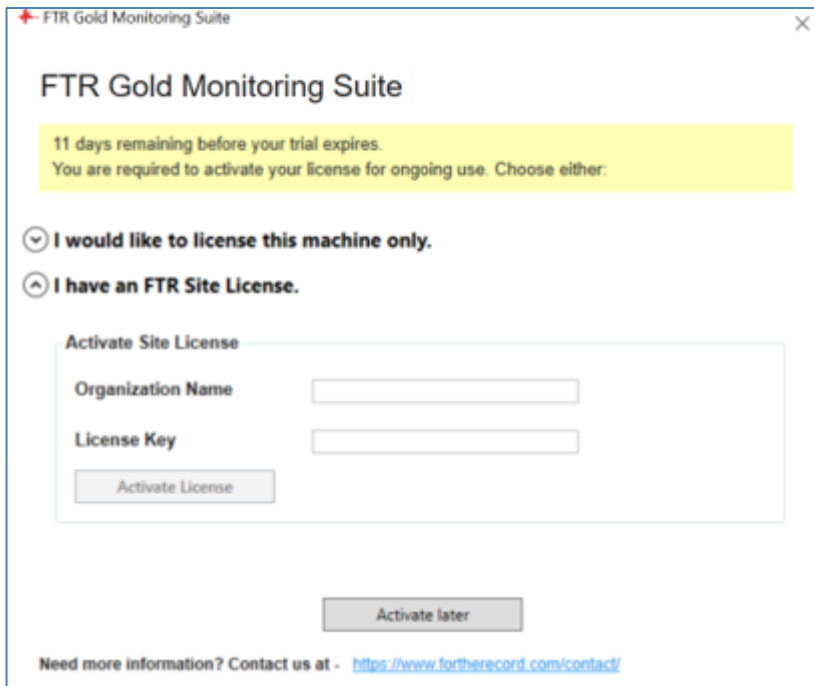 FTR Gold Monitoring Suite
FTR Gold Monitoring Suite
11 days remaining before your trial expires.
You are required to activate your license for ongoing use. Choose either:
I would like to license this machine only.
I have an FTR Site License.
Activate Site License
Organization Name
License Key
Activate License
Activate later
Need more information? Contact us at - https://www.fortherecord.com/contact/